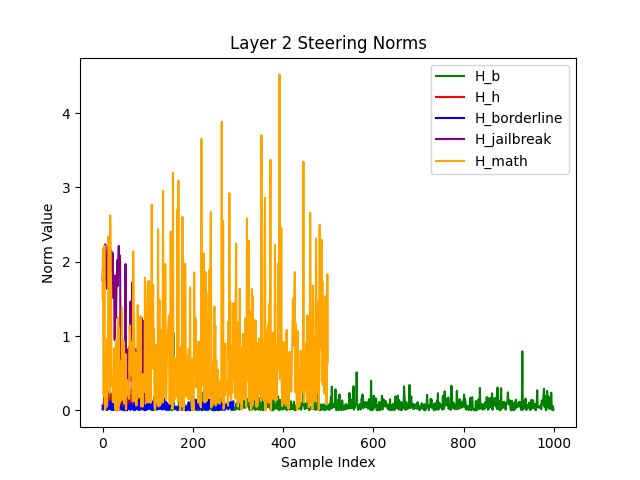 Layer 2 Steering Norms
H_b
H_h
H_borderline
H_jailbreak
H_math
Norm Value
4
3
2
1
0
0 200 400 600 800 1000
Sample Index